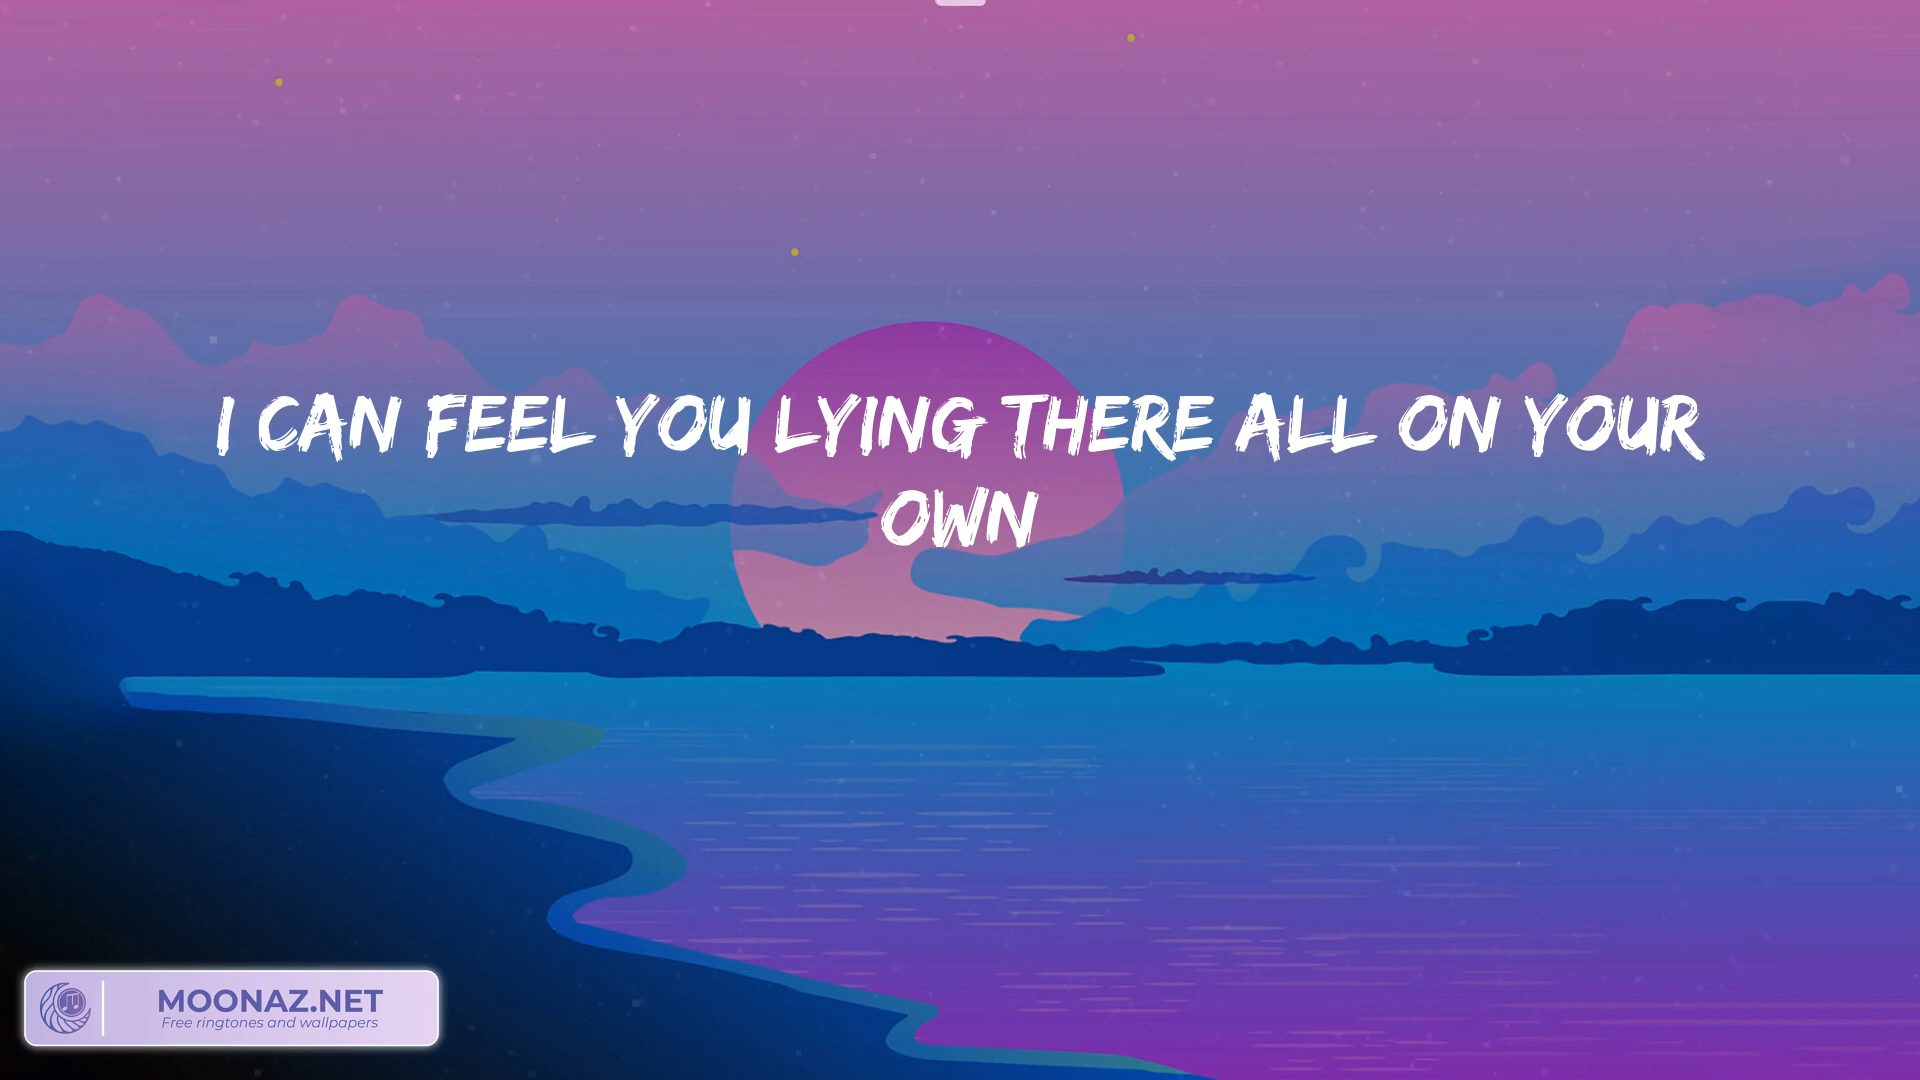 I CAN FEEL YOU LYING THERE ALL ON YOUR
OWN
MOONAZ.NET
Free ringtones and wallpapers